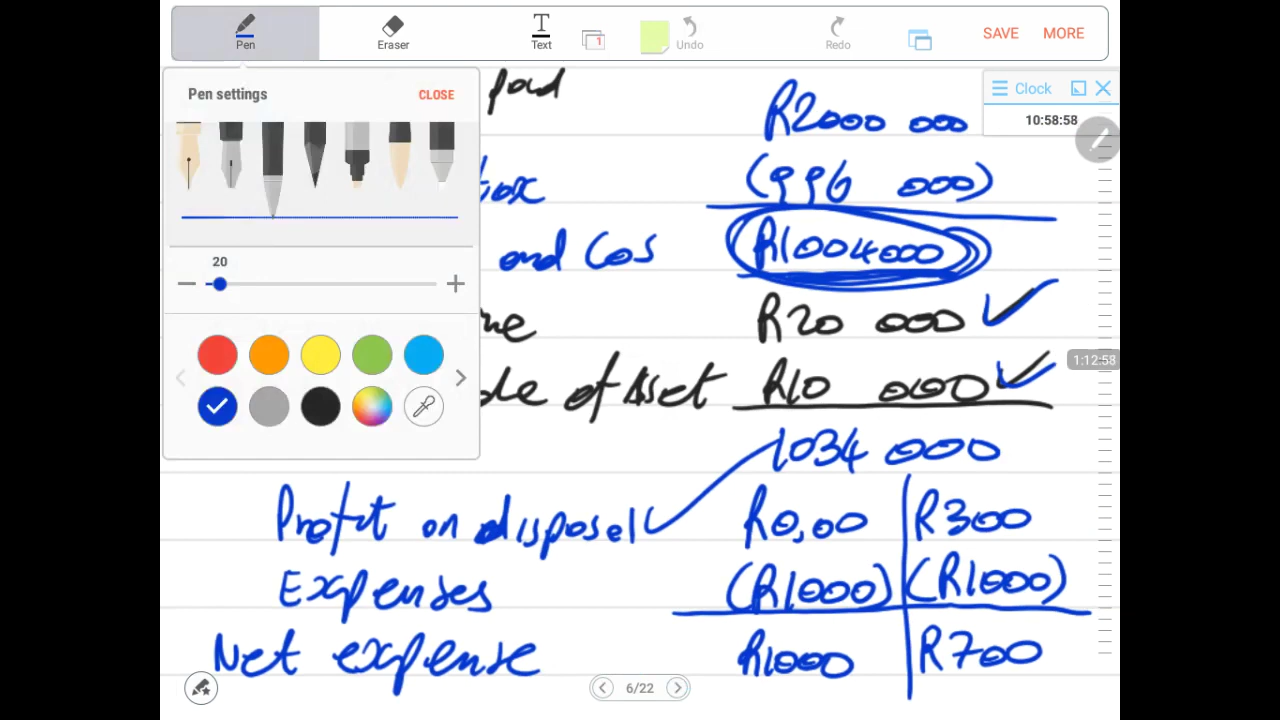 Pen
Eraser
Text
1
Undo
Redo
SAVE
MORE
Pen settings
CLOSE
Clock
10:58:58
20
1:12:58
paid
R2000 000
(996 000)
and Cos R1004000
R20 000
of Asset R10 000
1034 000
Profit on disposal R0,00 R300
Expenses (R1000) (R1000)
Net expense R1000 R700
6/22